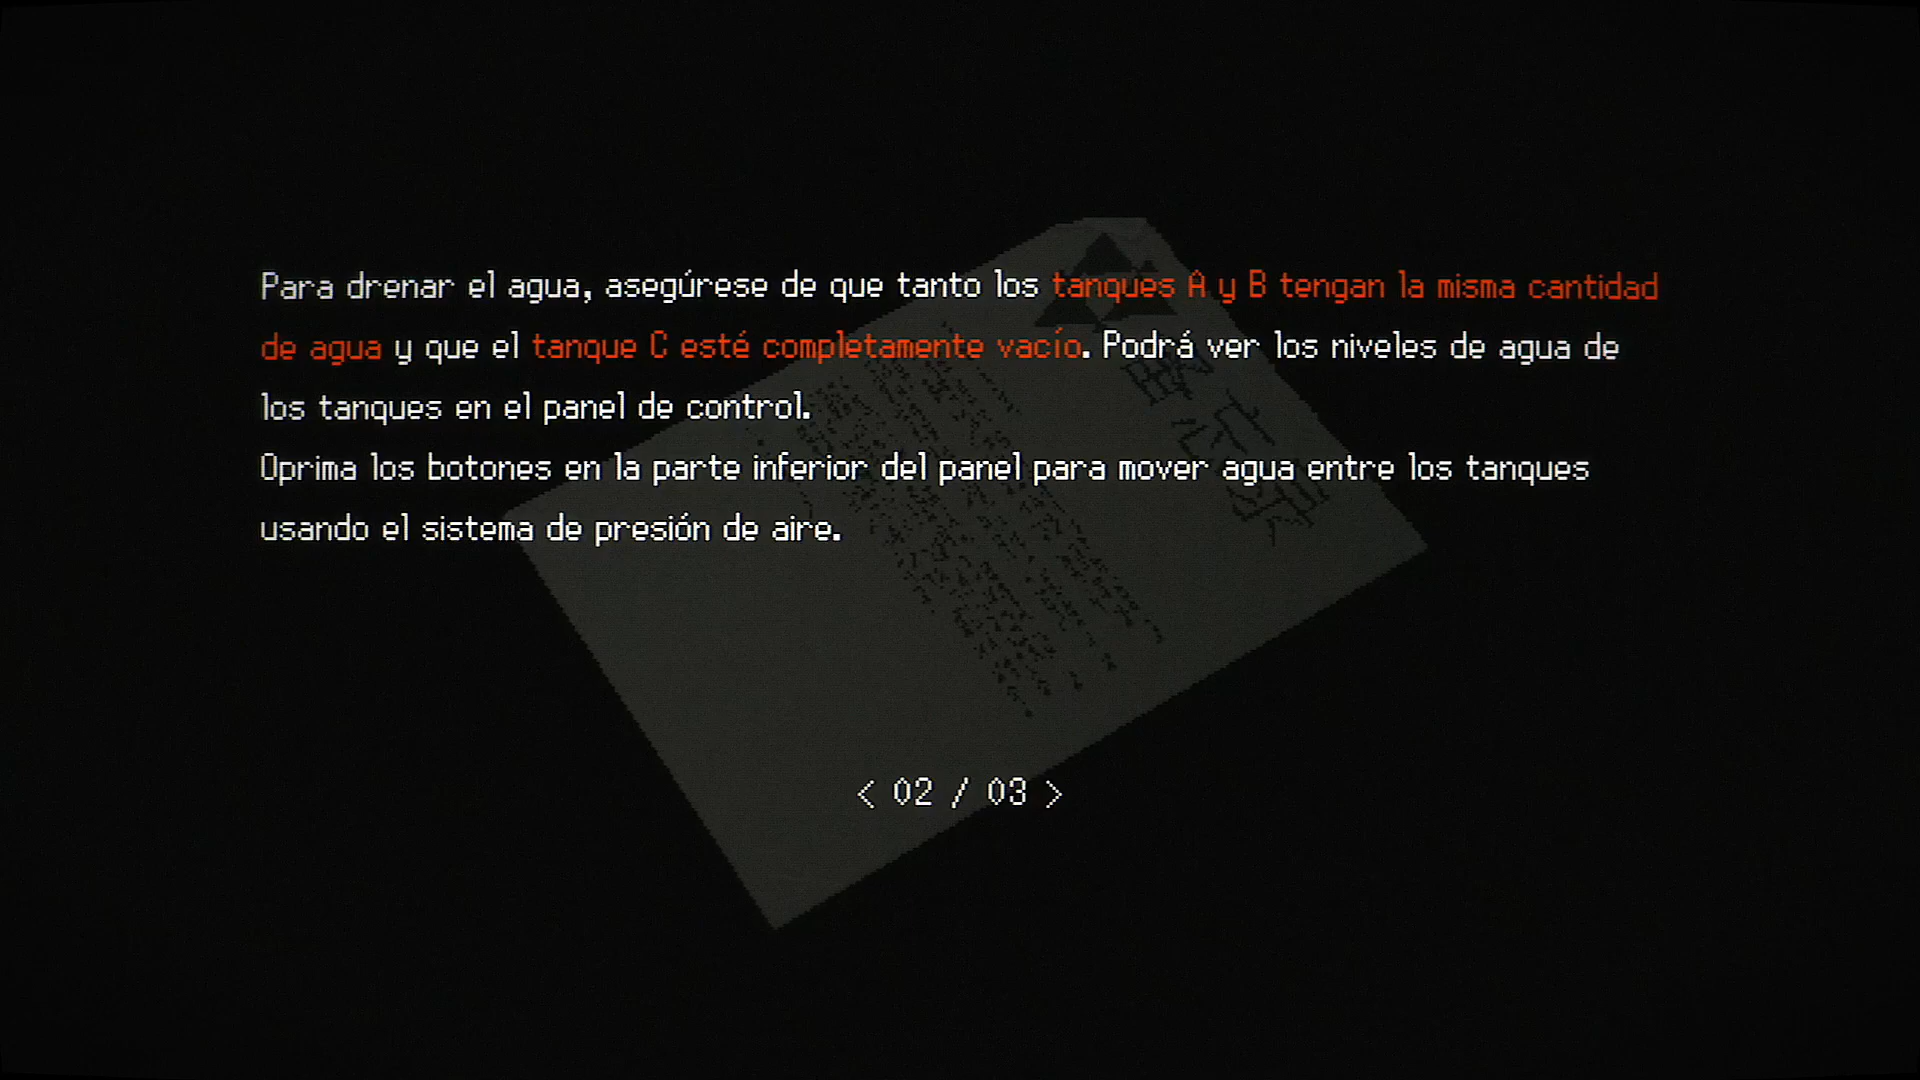 Para drenar el agua, asegúrese de que tanto los tanques A y B tengan la misma cantidad
de agua y que el tanque C esté completamente vacío. Podrá ver los niveles de agua de
los tanques en el panel de control.
Oprima los botones en la parte inferior del panel para mover agua entre los tanques
usando el sistema de presión de aire.
< 02 / 03 >